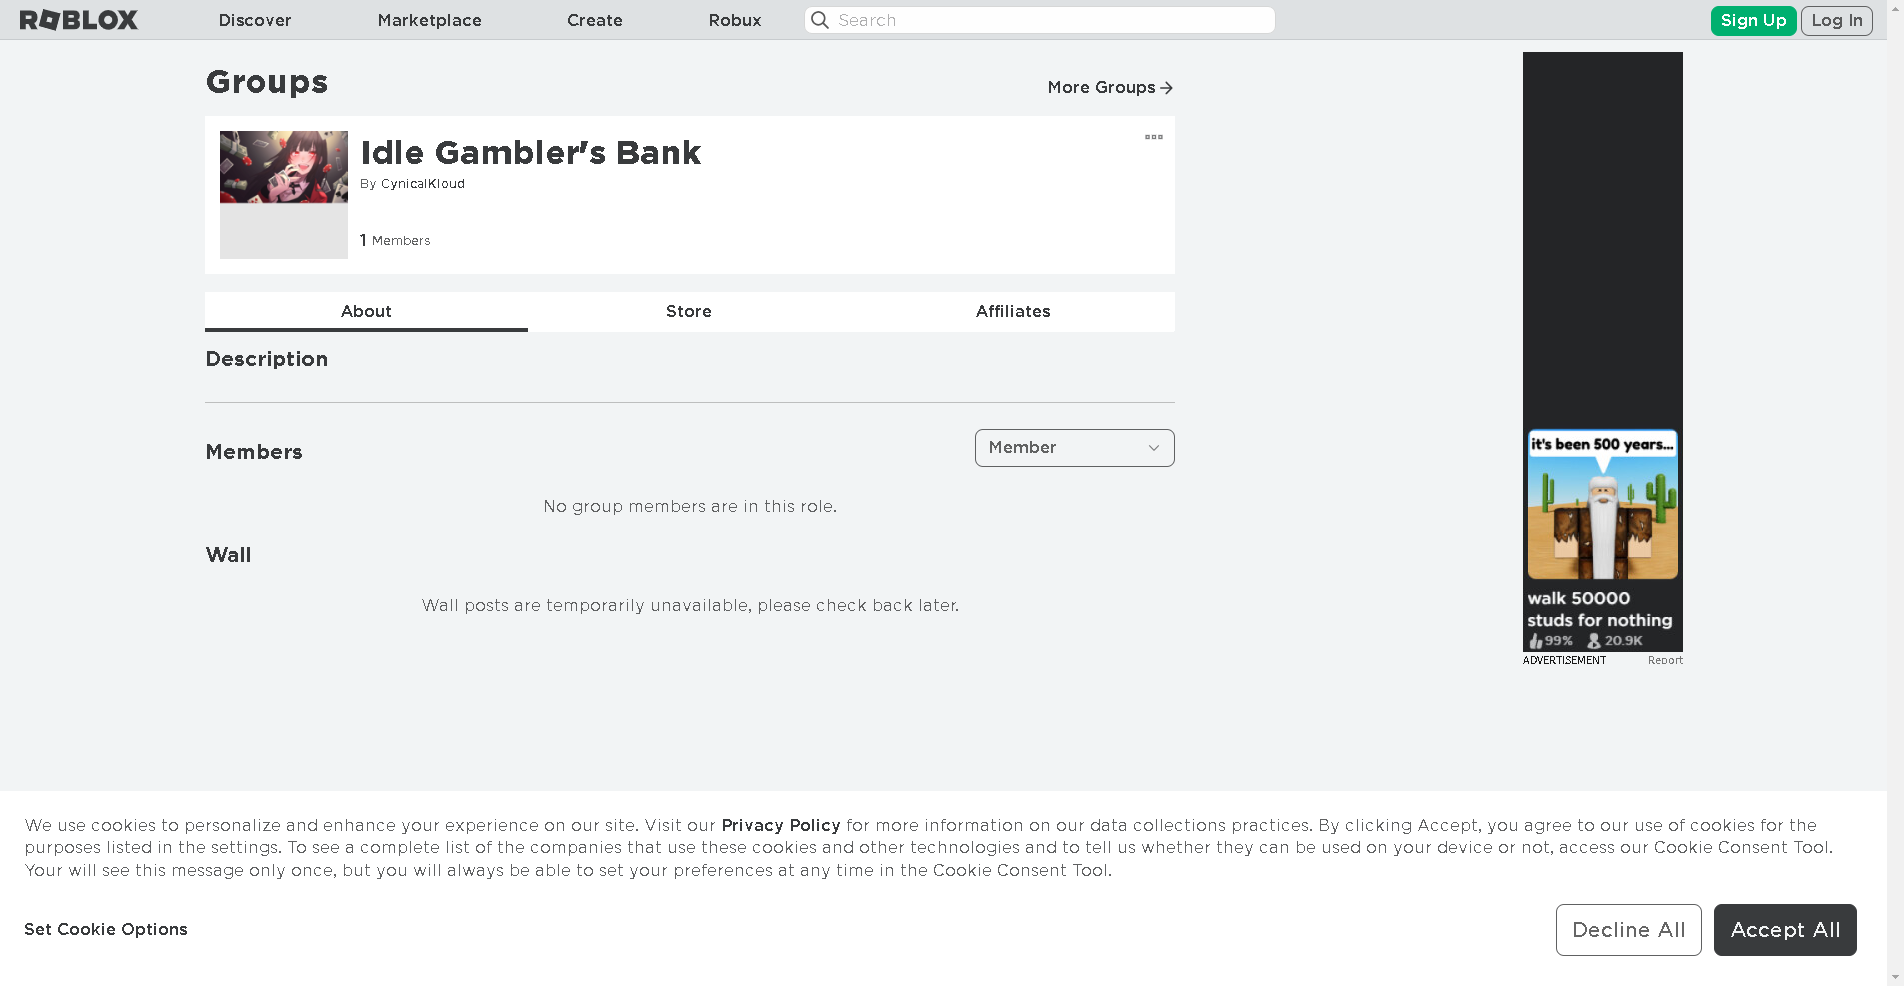 ROBLOX Discover Marketplace Create Robux Search Sign Up Log In
Groups
More Groups
Idle Gambler's Bank
By CynicalKloud
1 Members
About Store Affiliates
Description
Members
Member
No group members are in this role.
Wall
Wall posts are temporarily unavailable, please check back later.
it's been 500 years...
walk 50000
studs for nothing
99% 20.9K
ADVERTISEMENT Report
We use cookies to personalize and enhance your experience on our site. Visit our Privacy Policy for more information on our data collections practices. By clicking Accept, you agree to our use of cookies for the
purposes listed in the settings. To see a complete list of the companies that use these cookies and other technologies and to tell us whether they can be used on your device or not, access our Cookie Consent Tool.
Your will see this message only once, but you will always be able to set your preferences at any time in the Cookie Consent Tool.
Set Cookie Options
Decline All Accept All